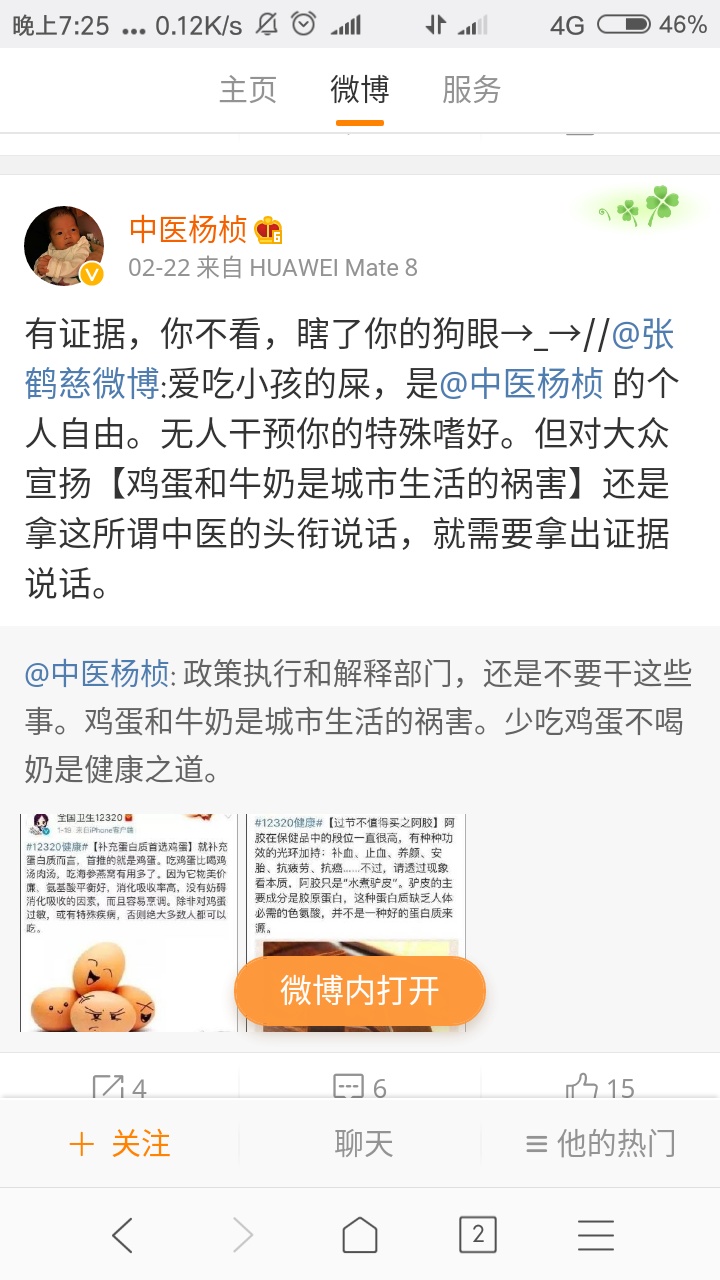 晚上7:25 ... 0.12K/s 4G 46%
主页 微博 服务
中医杨桢
02-22 来自 HUAWEI Mate 8
有证据，你不看，瞎了你的狗眼→_→//@张
鹤慈微博:爱吃小孩的屎，是@中医杨桢 的个
人自由。无人干预你的特殊嗜好。但对大众
宣扬【鸡蛋和牛奶是城市生活的祸害】还是
拿这所谓中医的头衔说话，就需要拿出证据
说话。
@中医杨桢: 政策执行和解释部门，还是不要干这些
事。鸡蛋和牛奶是城市生活的祸害。少吃鸡蛋不喝
奶是健康之道。
全国卫生12320
1-18 来自iPhone客户端
#12320健康#【补充蛋白质首选鸡蛋】就补充
蛋白质而言，首推的就是鸡蛋。吃鸡蛋比喝鸡
汤肉汤，吃海参燕窝有用多了。因为它物美价
廉、氨基酸平衡好，消化吸收率高，没有妨碍
消化吸收的因素，而且容易烹调。除非对鸡蛋
过敏，或有特殊疾病，否则绝大多数人都可以
吃。
#12320健康#【过节不值得买之阿胶】阿
胶在保健品中的段位一直很高，有种种功
效的光环加持：补血、止血、养颜、安
胎、抗疲劳、抗癌……不过，请透过现象
看本质，阿胶只是“水煮驴皮”。驴皮的主
要成分是胶原蛋白，这种蛋白质缺乏人体
必需的色氨酸，并不是一种好的蛋白质来
源。
微博内打开
4 6 15
＋ 关注 聊天 他的热门
2